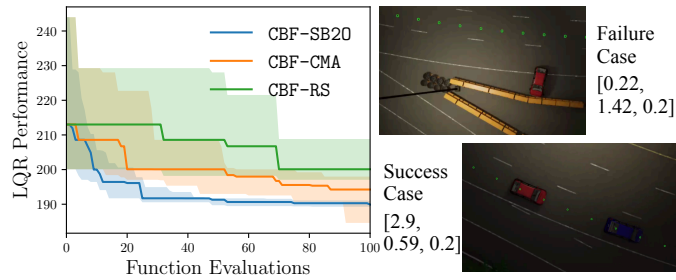 240
230
220
210
200
190
LQR Performance
CBF-SB2O
CBF-CMA
CBF-RS
0
20
40
60
80
100
Function Evaluations
Failure
Case
[0.22,
1.42, 0.2]
Success
Case
[2.9,
0.59, 0.2]